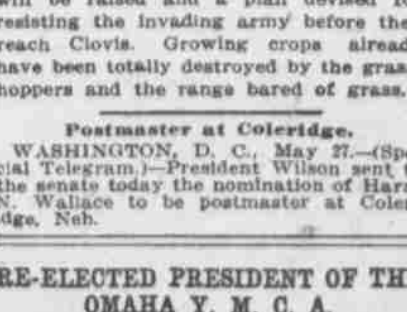 will be raised and a plan devised fo
resisting the invading army before the
reach Clovis. Growing crops alread
have been totally destroyed by the gras
hoppers and the range bared of grass.
Postmaster at Coleridge.
WASHINGTON, D. C., May 27.—(Spe
cial Telegram.)—President Wilson sent t
the senate today the nomination of Harr
N. Wallace to be postmaster at Coler
idge, Neb.
RE-ELECTED PRESIDENT OF TH
OMAHA Y. M. C. A.